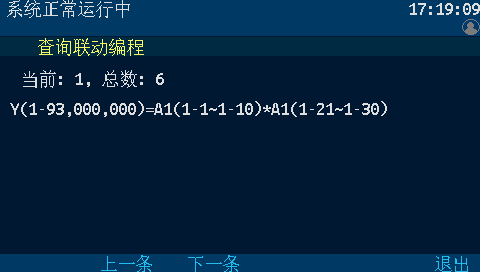 系统正常运行中 17:19:09
查询联动编程
当前: 1, 总数: 6
Y(1-93,000,000)=A1(1-1~1-10)*A1(1-21~1-30)
上一条 下一条 退出